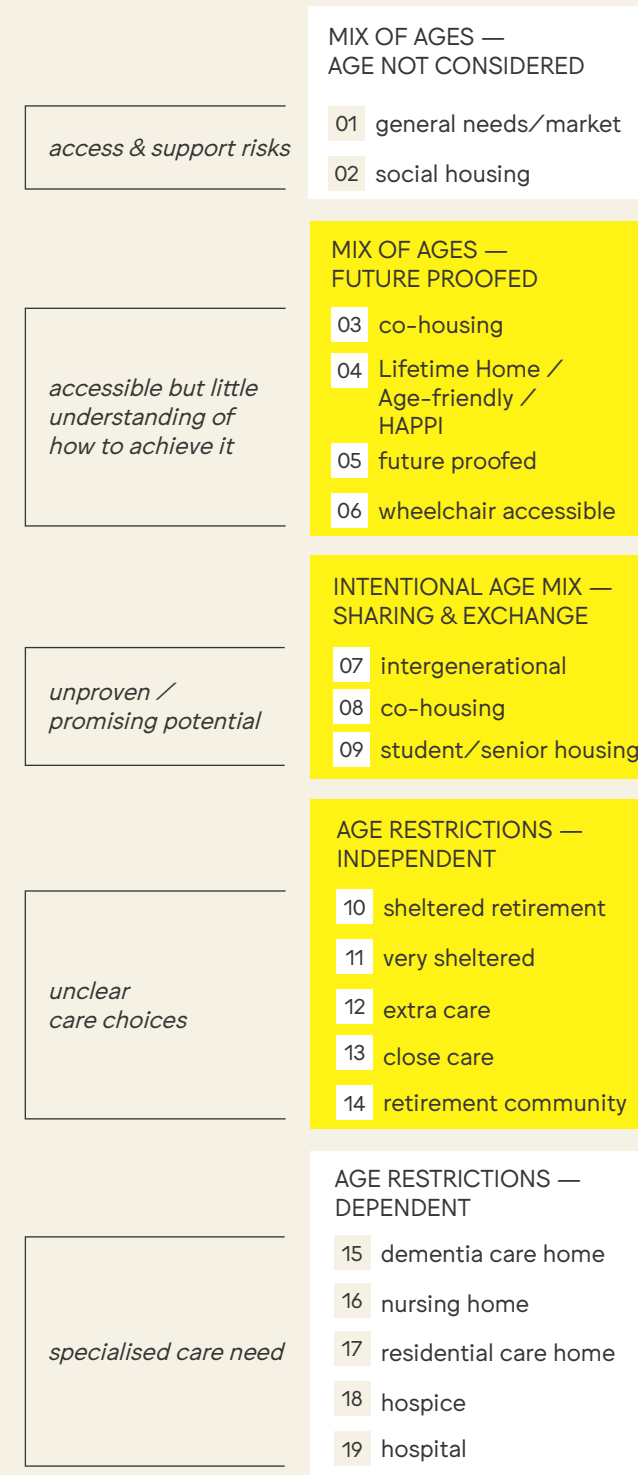 MIX OF AGES —
AGE NOT CONSIDERED
access & support risks
01 general needs/market
02 social housing
MIX OF AGES —
FUTURE PROOFED
accessible but little
understanding of
how to achieve it
03 co-housing
04 Lifetime Home /
Age-friendly /
HAPPI
05 future proofed
06 wheelchair accessible
INTENTIONAL AGE MIX —
SHARING & EXCHANGE
unproven /
promising potential
07 intergenerational
08 co-housing
09 student/senior housing
AGE RESTRICTIONS —
INDEPENDENT
unclear
care choices
10 sheltered retirement
11 very sheltered
12 extra care
13 close care
14 retirement community
AGE RESTRICTIONS —
DEPENDENT
specialised care need
15 dementia care home
16 nursing home
17 residential care home
18 hospice
19 hospital